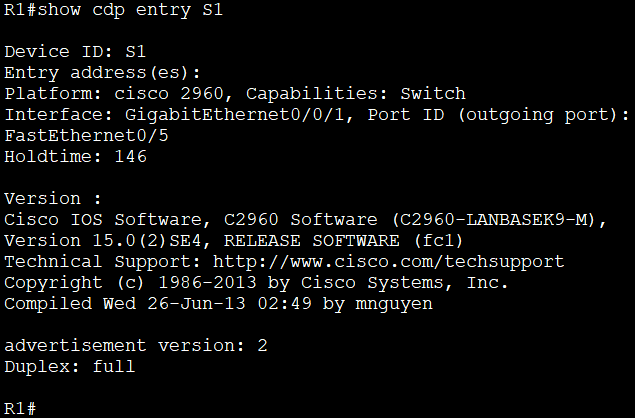 R1#show cdp entry S1
Device ID: S1
Entry address(es):
Platform: cisco 2960, Capabilities: Switch
Interface: GigabitEthernet0/0/1, Port ID (outgoing port):
FastEthernet0/5
Holdtime: 146
Version :
Cisco IOS Software, C2960 Software (C2960-LANBASEK9-M),
Version 15.0(2)SE4, RELEASE SOFTWARE (fc1)
Technical Support: http://www.cisco.com/techsupport
Copyright (c) 1986-2013 by Cisco Systems, Inc.
Compiled Wed 26-Jun-13 02:49 by mnguyen
advertisement version: 2
Duplex: full
R1#